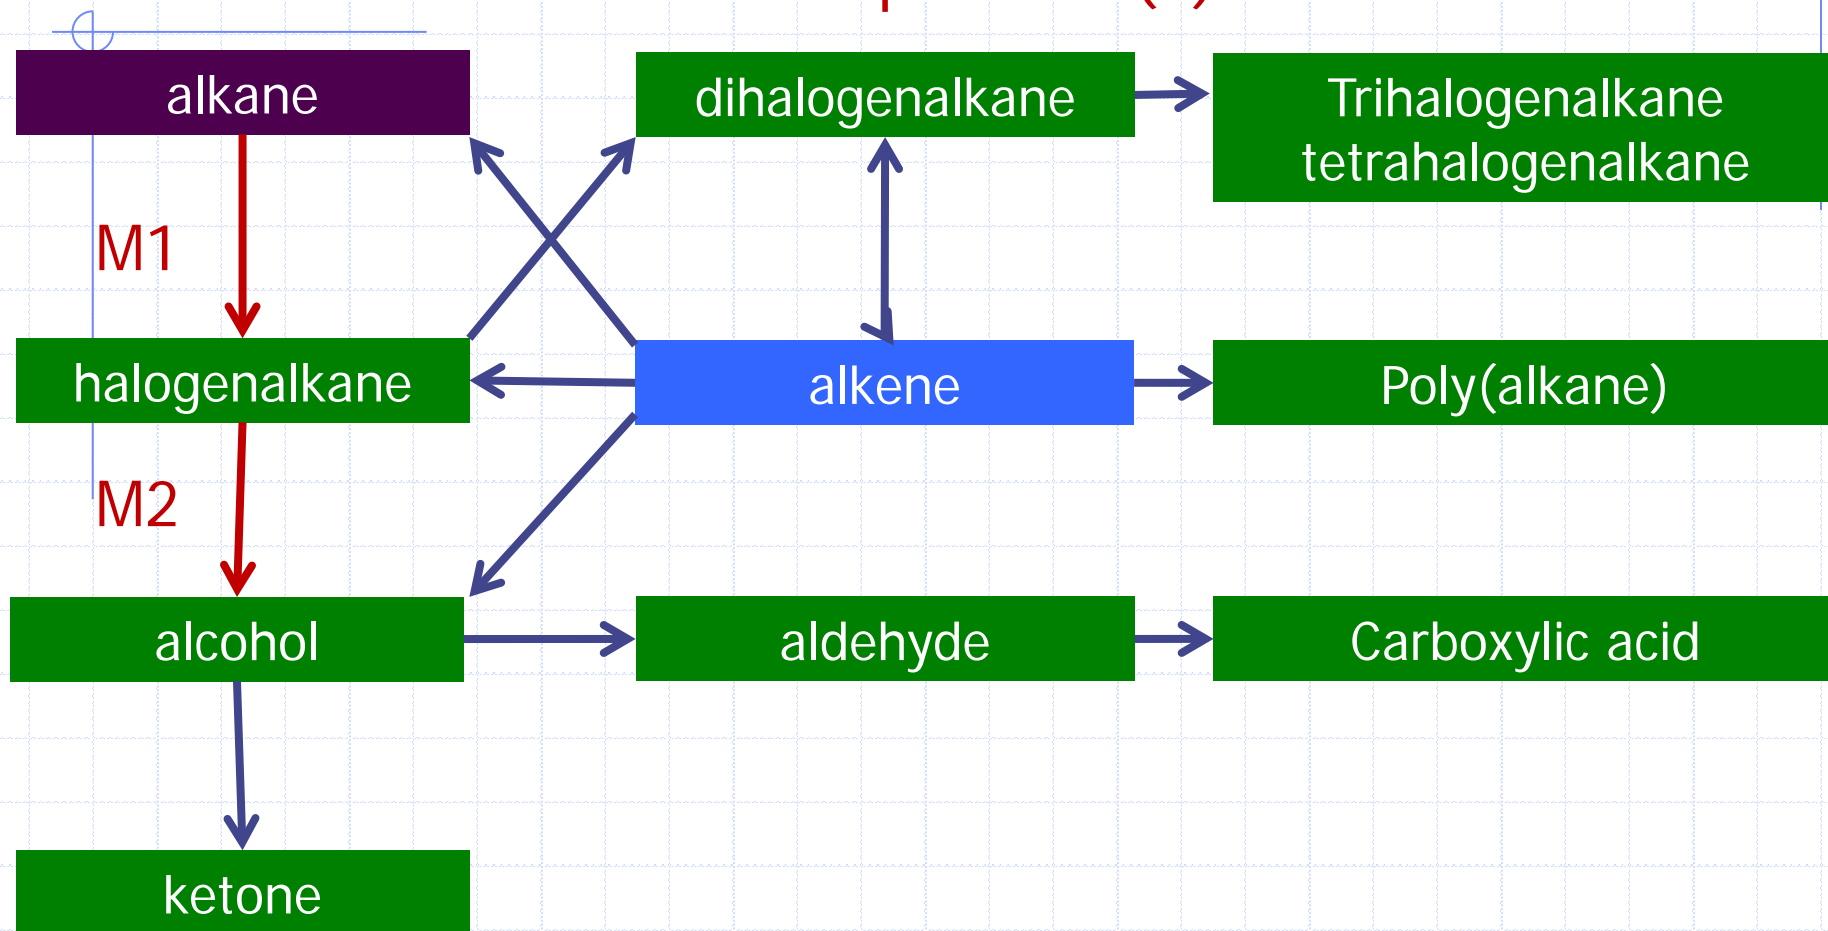 alkane
dihalogenalkane
Trihalogenalkane
tetrahalogenalkane
M1
halogenalkane
alkene
Poly(alkane)
M2
alcohol
aldehyde
Carboxylic acid
ketone